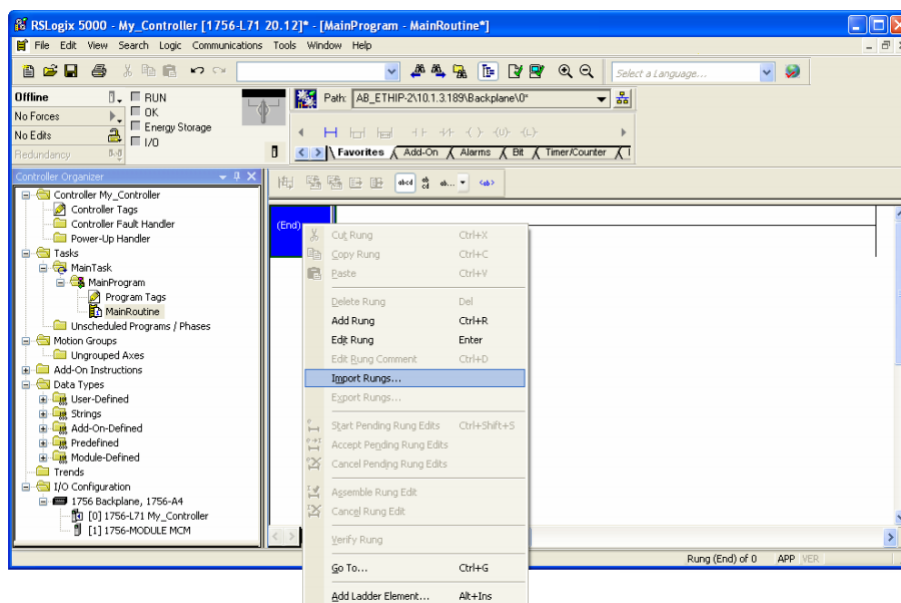 RSLogix 5000 - My_Controller [1756-L71 20.12]* - [MainProgram - MainRoutine*]
File Edit View Search Logic Communications Tools Window Help
Select a Language...
Offline
RUN
Path: AB_ETHIP-2\10.1.3.189\Backplane\0*
No Forces
OK
No Edits
Energy Storage
I/O
Redundancy
Favorites Add-On Alarms Bit Timer/Counter
Controller Organizer
Controller My_Controller
Controller Tags
Controller Fault Handler
Power-Up Handler
Tasks
MainTask
MainProgram
Program Tags
MainRoutine
Unscheduled Programs / Phases
Motion Groups
Ungrouped Axes
Add-On Instructions
Data Types
User-Defined
Strings
Add-On-Defined
Predefined
Module-Defined
Trends
I/O Configuration
1756 Backplane, 1756-A4
[0] 1756-L71 My_Controller
[1] 1756-MODULE MCM
(End)
Cut Rung Ctrl+X
Copy Rung Ctrl+C
Paste Ctrl+V
Delete Rung Del
Add Rung Ctrl+R
Edit Rung Enter
Edit Rung Comment Ctrl+D
Import Rungs...
Export Rungs...
Start Pending Rung Edits Ctrl+Shift+S
Accept Pending Rung Edits
Cancel Pending Rung Edits
Assemble Rung Edit
Cancel Rung Edit
Verify Rung
Go To... Ctrl+G
Add Ladder Element... Alt+Ins
Rung (End) of 0 APP VER